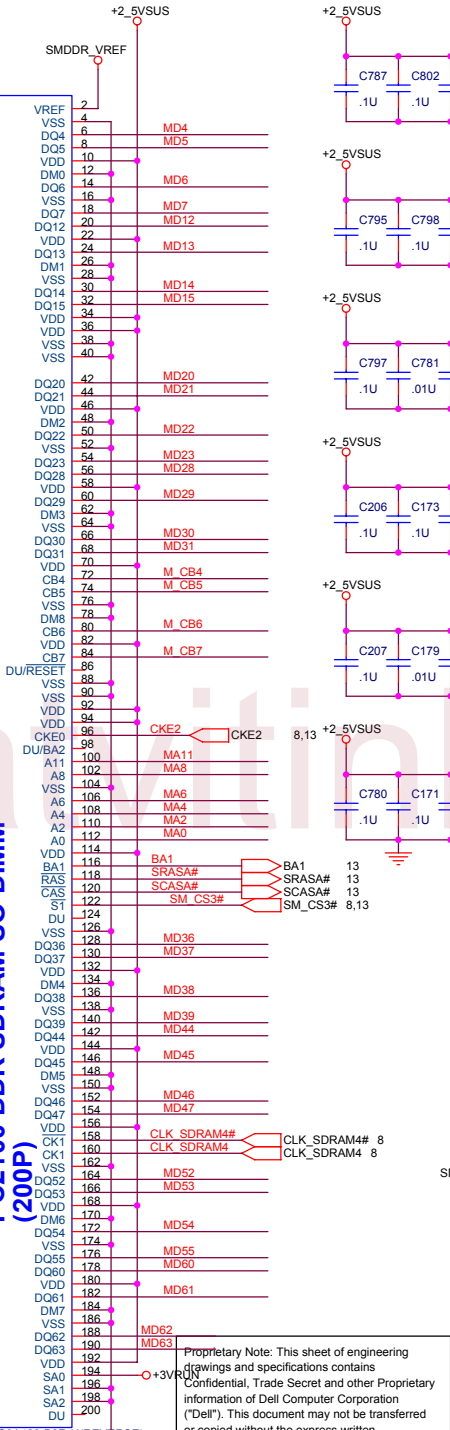 +2_5VSUS
SMDDR_VREF
VREF 2
VSS 4
DQ4 6 MD4
DQ5 8 MD5
VDD 10
DM0 12
DQ6 14 MD6
VSS 16
DQ7 18 MD7
DQ12 20 MD12
VDD 22
DQ13 24 MD13
DM1 26
VSS 28
DQ14 30 MD14
DQ15 32 MD15
VDD 34
VDD 36
VSS 38
VSS 40
DQ20 42 MD20
DQ21 44 MD21
VDD 46
DM2 48
DQ22 50 MD22
VSS 52
DQ23 54 MD23
DQ28 56 MD28
VDD 58
DQ29 60 MD29
DM3 62
VSS 64
DQ30 66 MD30
DQ31 68 MD31
VDD 70
CB4 72 M_CB4
CB5 74 M_CB5
VSS 76
DM8 78
CB6 80 M_CB6
VDD 82
CB7 84 M_CB7
DU/RESET 86
VSS 88
VSS 90
VDD 92
VDD 94
CKE0 96 CKE2 CKE2 8,13
DU/BA2 98
A11 100 MA11
A8 102 MA8
VSS 104
A6 106 MA6
A4 108 MA4
A2 110 MA2
A0 112 MA0
VDD 114
BA1 116 BA1 BA1 13
RAS 118 SRASA# SRASA# 13
CAS 120 SCASA# SCASA# 13
S1 122 SM_CS3# SM_CS3# 8,13
DU 124
VSS 126
DQ36 128 MD36
DQ37 130 MD37
VDD 132
DM4 134
DQ38 136 MD38
VSS 138
DQ39 140 MD39
DQ44 142 MD44
VDD 144
DQ45 146 MD45
DM5 148
VSS 150
DQ46 152 MD46
DQ47 154 MD47
VDD 156
CK1 158 CLK_SDRAM4# CLK_SDRAM4# 8
CK1 160 CLK_SDRAM4 CLK_SDRAM4 8
VSS 162
DQ52 164 MD52
DQ53 166 MD53
VDD 168
DM6 170
DQ54 172 MD54
VSS 174
DQ55 176 MD55
DQ60 178 MD60
VDD 180
DQ61 182 MD61
DM7 184
VSS 186
DQ62 188 MD62
DQ63 190 MD63
VDD 192
SA0 194 +3VRUN
SA1 196
SA2 198
DU 200
(200P)
+2_5VSUS
C787 C802
.1U .1U
+2_5VSUS
C795 C798
.1U .1U
+2_5VSUS
C797 C781
.1U .01U
+2_5VSUS
C206 C173
.1U .1U
+2_5VSUS
C207 C179
.1U .01U
+2_5VSUS
C780 C171
.1U .1U
Proprietary Note: This sheet of engineering
drawings and specifications contains
Confidential, Trade Secret and other Proprietary
information of Dell Computer Corporation
("Dell"). This document may not be transferred
or copied without the express written